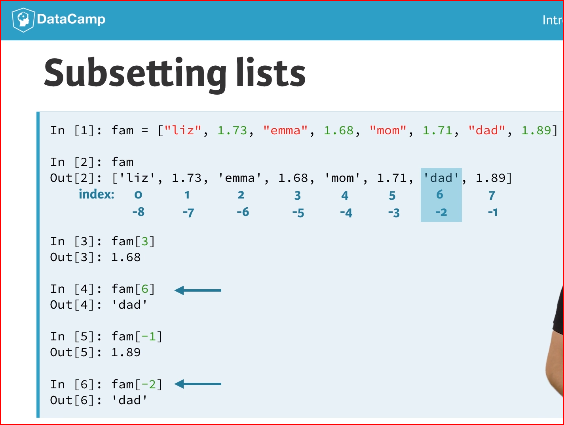 DataCamp
Intr
Subsetting lists
In [1]: fam = ["liz", 1.73, "emma", 1.68, "mom", 1.71, "dad", 1.89]
In [2]: fam
Out[2]: ['liz', 1.73, 'emma', 1.68, 'mom', 1.71, 'dad', 1.89]
index: 0 1 2 3 4 5 6 7
-8 -7 -6 -5 -4 -3 -2 -1
In [3]: fam[3]
Out[3]: 1.68
In [4]: fam[6]
Out[4]: 'dad'
In [5]: fam[-1]
Out[5]: 1.89
In [6]: fam[-2]
Out[6]: 'dad'